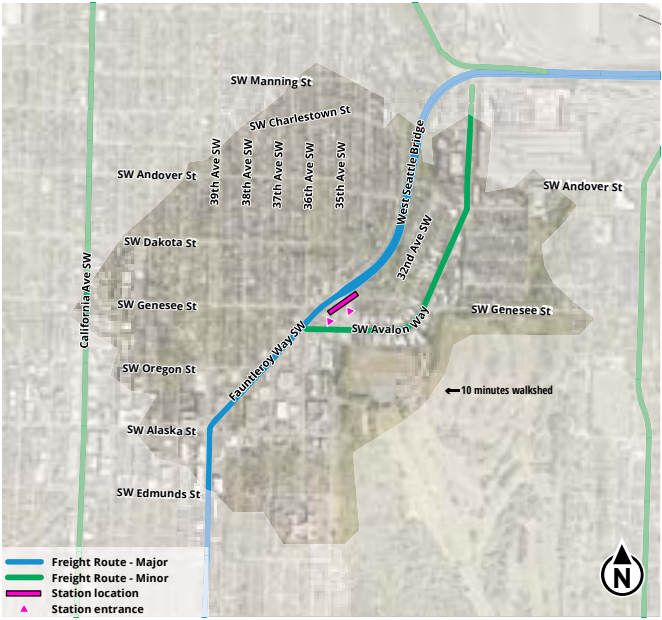 SW Manning St
SW Charlestown St
39th Ave SW
38th Ave SW
37th Ave SW
36th Ave SW
35th Ave SW
West Seattle Bridge
SW Andover St
SW Andover St
32nd Ave SW
SW Dakota St
California Ave SW
SW Genesee St
SW Genesee St
SW Avalon Way
Fauntleroy Way SW
SW Oregon St
10 minutes walkshed
SW Alaska St
SW Edmunds St
Freight Route - Major
Freight Route - Minor
Station location
Station entrance
N